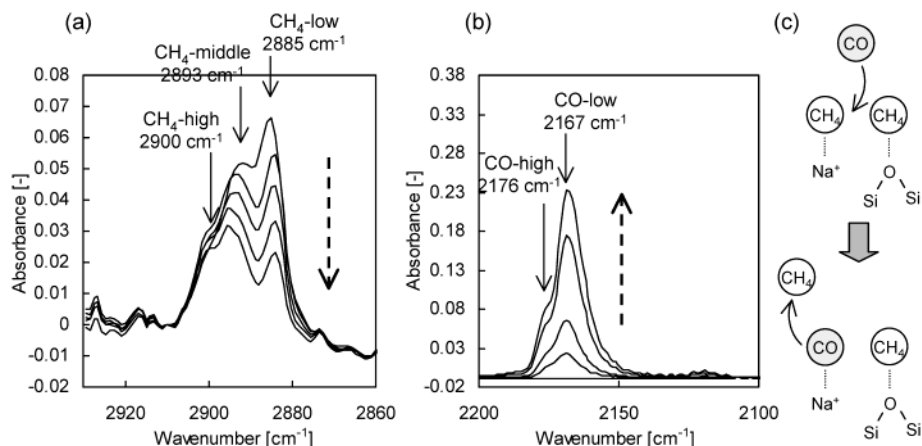 (a)
CH₄-low
2885 cm⁻¹
CH₄-middle
2893 cm⁻¹
CH₄-high
2900 cm⁻¹
0.08
0.07
0.06
0.05
0.04
0.03
0.02
0.01
0
-0.01
-0.02
Absorbance [-]
2920
2900
2880
2860
Wavenumber [cm⁻¹]
(b)
CO-low
2167 cm⁻¹
CO-high
2176 cm⁻¹
0.38
0.33
0.28
0.23
0.18
0.13
0.08
0.03
-0.02
Absorbance [-]
2200
2150
2100
Wavenumber [cm⁻¹]
(c)
CO
CH₄ CH₄
Na⁺ O
Si Si
CH₄
CO CH₄
Na⁺ O
Si Si